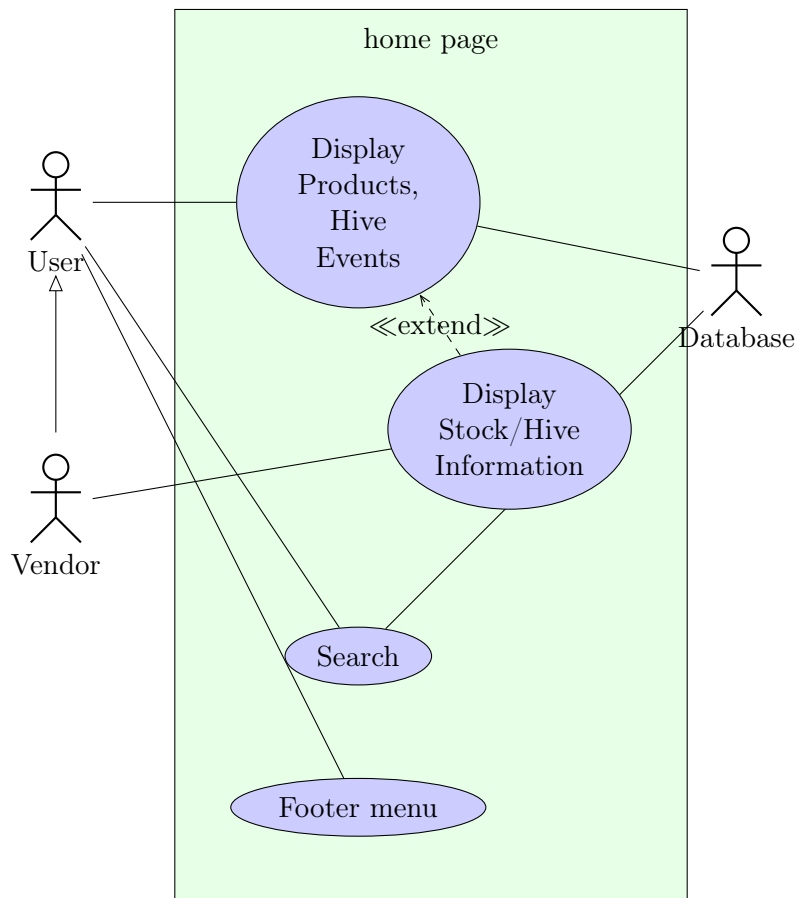 home page
Display
Products,
Hive
Events
User
≪extend≫
Database
Display
Stock/Hive
Information
Vendor
Search
Footer menu